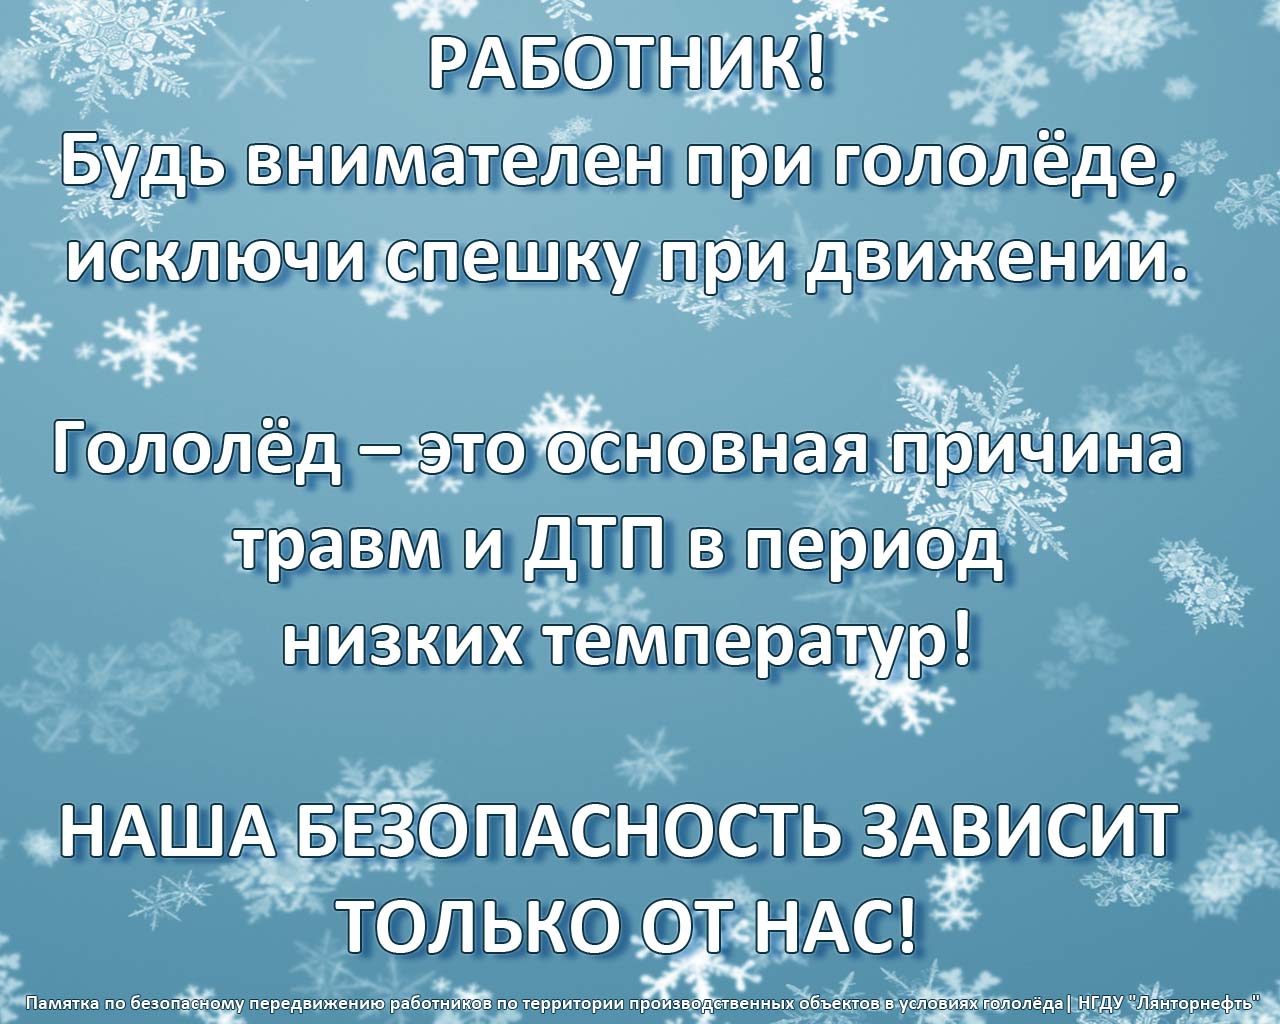 РАБОТНИК!
Будь внимателен при гололёде,
исключи спешку при движении.
Гололёд – это основная причина
травм и ДТП в период
низких температур!
НАША БЕЗОПАСНОСТЬ ЗАВИСИТ
ТОЛЬКО ОТ НАС!
Памятка по безопасному передвижению работников по территории производственных объектов в условиях гололёда| НГДУ "Лянторнефть"